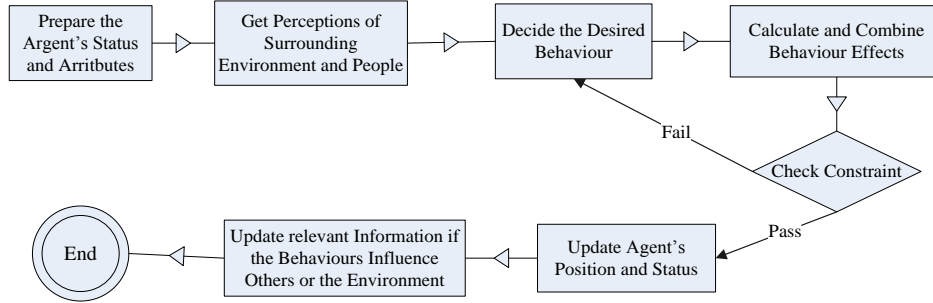 Prepare the
Argent's Status
and Arritbutes
Get Perceptions of
Surrounding
Environment and People
Decide the Desired
Behaviour
Calculate and Combine
Behaviour Effects
Fail
Check Constraint
Pass
Update Agent's
Position and Status
Update relevant Information if
the Behaviours Influence
Others or the Environment
End